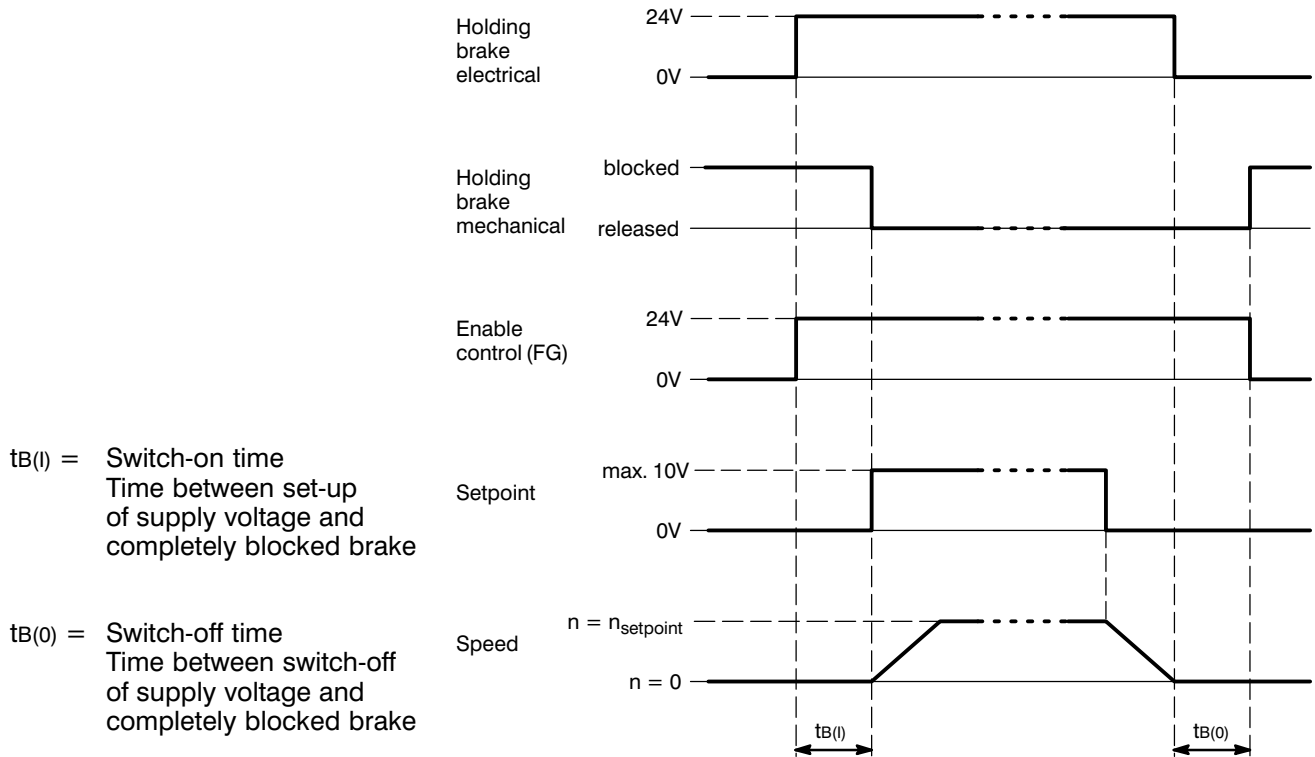 Holding
brake
electrical
24V
0V
Holding
brake
mechanical
blocked
released
Enable
control (FG)
24V
0V
tB(I) = Switch-on time
Time between set-up
of supply voltage and
completely blocked brake
Setpoint
max. 10V
0V
tB(0) = Switch-off time
Time between switch-off
of supply voltage and
completely blocked brake
Speed
n = nsetpoint
n = 0
tB(I)
tB(0)